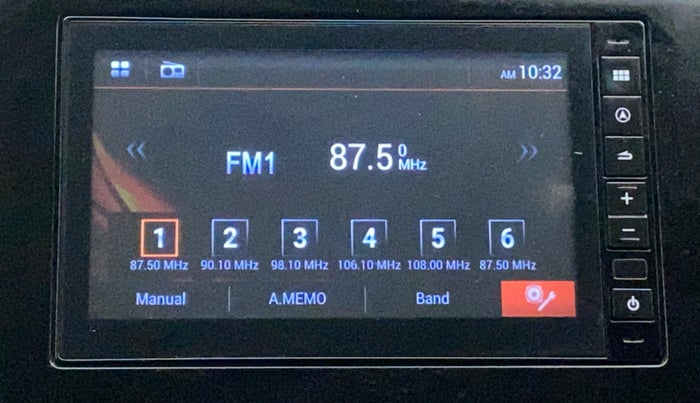 AM 10:32
FM1 87.50 MHz
1 2 3 4 5 6
87.50 MHz 90.10 MHz 98.10 MHz 106.10 MHz 108.00 MHz 87.50 MHz
Manual A.MEMO Band